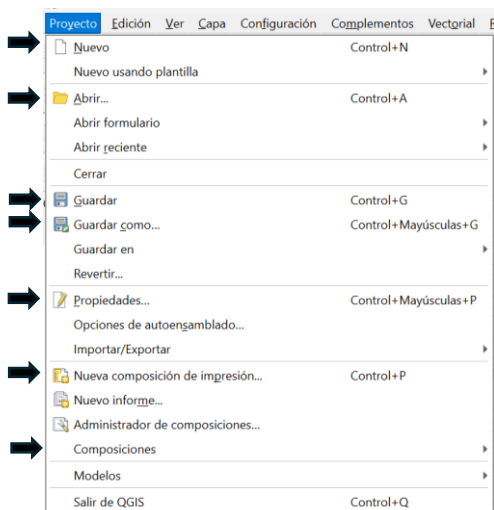 Proyecto Edición Ver Capa Configuración Complementos Vectorial
Nuevo Control+N
Nuevo usando plantilla
Abrir... Control+A
Abrir formulario
Abrir reciente
Cerrar
Guardar Control+G
Guardar como... Control+Mayúsculas+G
Guardar en
Revertir...
Propiedades... Control+Mayúsculas+P
Opciones de autoensamblado...
Importar/Exportar
Nueva composición de impresión... Control+P
Nuevo informe...
Administrador de composiciones...
Composiciones
Modelos
Salir de QGIS Control+Q